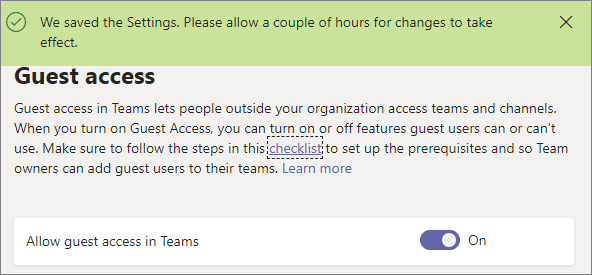 We saved the Settings. Please allow a couple of hours for changes to take
effect.
Guest access
Guest access in Teams lets people outside your organization access teams and channels.
When you turn on Guest Access, you can turn on or off features guest users can or can't
use. Make sure to follow the steps in this checklist to set up the prerequisites and so Team
owners can add guest users to their teams. Learn more
Allow guest access in Teams On